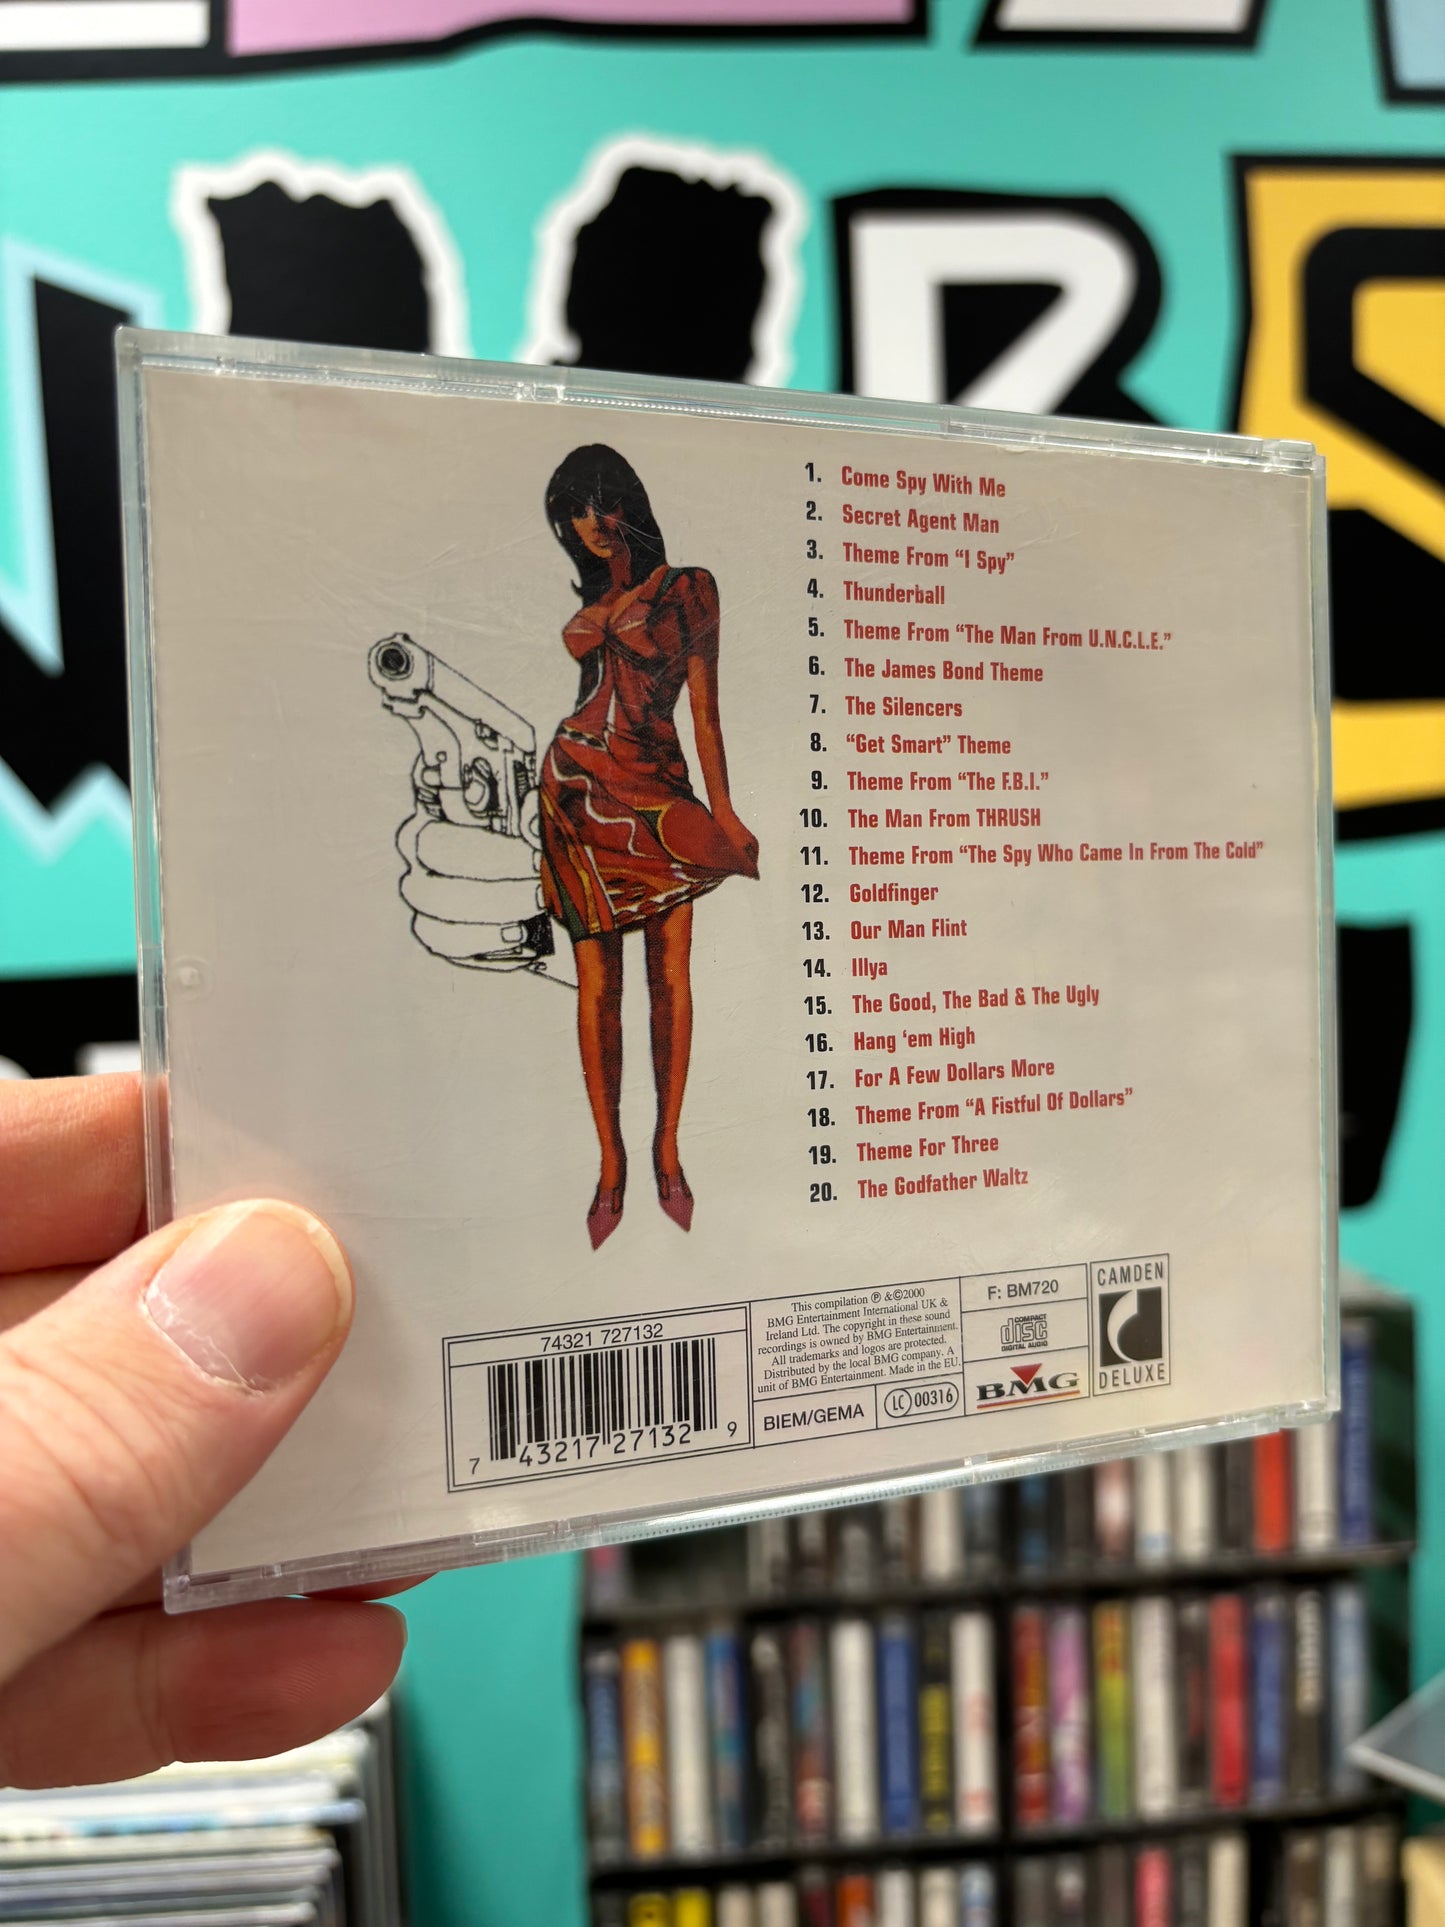 1. Come Spy With Me
2. Secret Agent Man
3. Theme From “I Spy”
4. Thunderball
5. Theme From “The Man From U.N.C.L.E.”
6. The James Bond Theme
7. The Silencers
8. “Get Smart” Theme
9. Theme From “The F.B.I.”
10. The Man From THRUSH
11. Theme From “The Spy Who Came In From The Cold”
12. Goldfinger
13. Our Man Flint
14. Illya
15. The Good, The Bad & The Ugly
16. Hang ‘em High
17. For A Few Dollars More
18. Theme From “A Fistful Of Dollars”
19. Theme For Three
20. The Godfather Waltz
74321 727132
7 43217 27132 9
This compilation ℗ &©2000
BMG Entertainment International UK &
Ireland Ltd. The copyright in these sound
recordings is owned by BMG Entertainment.
All trademarks and logos are protected.
Distributed by the local BMG company. A
unit of BMG Entertainment. Made in the EU.
BIEM/GEMA
LC 00316
F: BM720
COMPACT
disc
DIGITAL AUDIO
BMG
CAMDEN
DELUXE